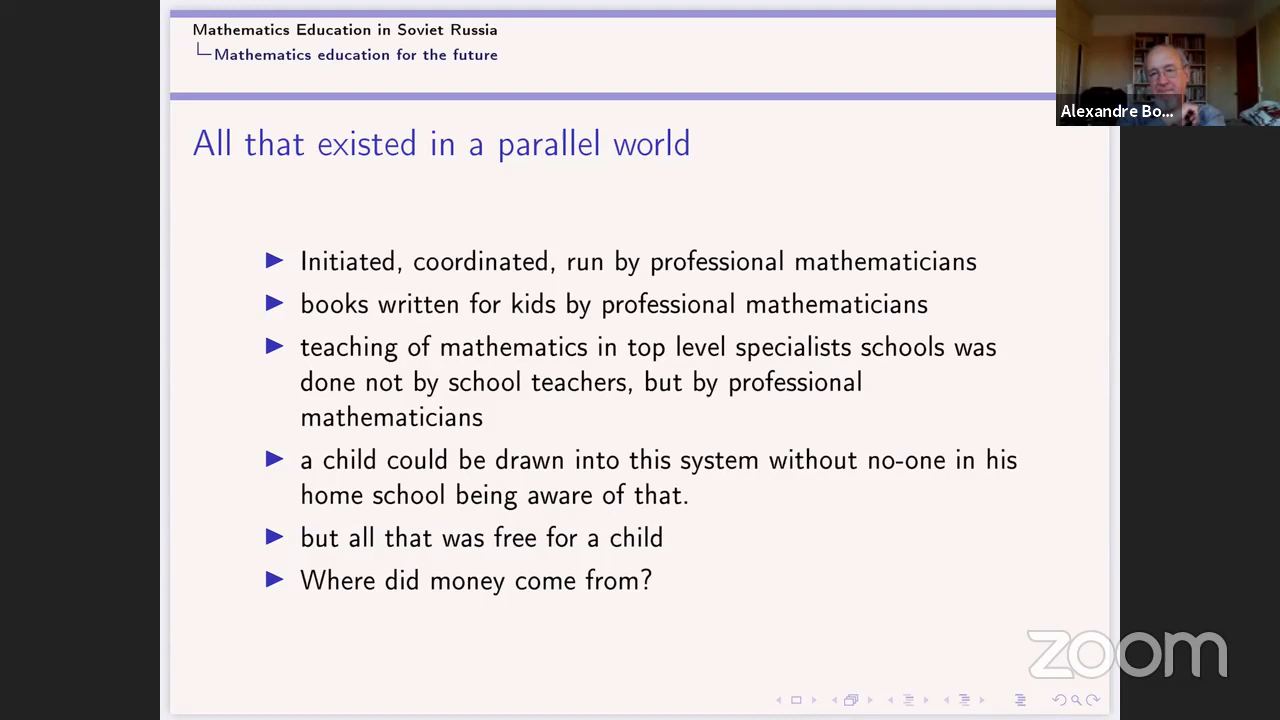 Mathematics Education in Soviet Russia
Mathematics education for the future
Alexandre Bo...
All that existed in a parallel world
Initiated, coordinated, run by professional mathematicians
books written for kids by professional mathematicians
teaching of mathematics in top level specialists schools was
done not by school teachers, but by professional
mathematicians
a child could be drawn into this system without no-one in his
home school being aware of that.
but all that was free for a child
Where did money come from?
zoom